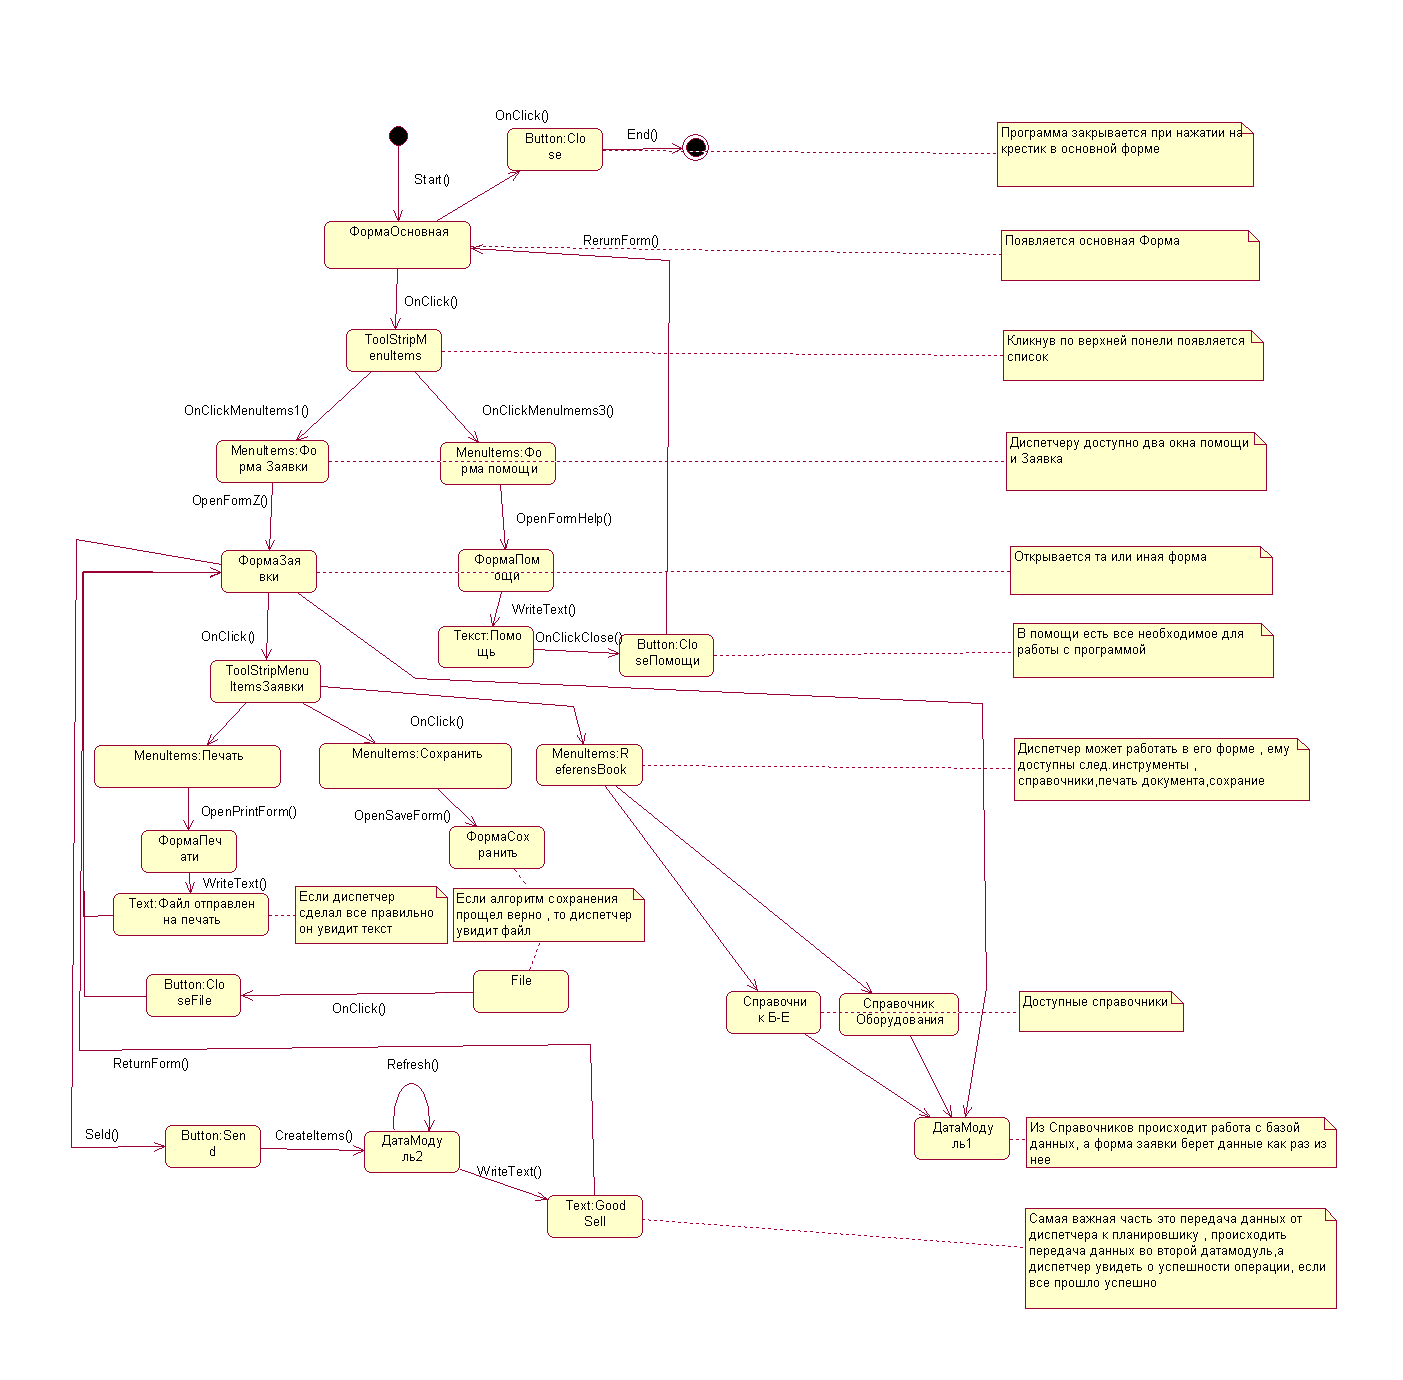 OnClick()
Button:Clo
se
End()
Программа закрывается при нажатии на
крестик в основной форме
Start()
ФормаОсновная
RerurnForm()
Появляется основная Форма
OnClick()
ToolStripM
enuItems
Кликнув по верхней понели появляется
список
OnClickMenuItems1()
OnClickMenuImems3()
MenuItems:Фо
рма Заявки
MenuItems:Фо
рма помощи
Диспетчеру доступно два окна помощи
и Заявка
OpenFormZ()
OpenFormHelp()
ФормаЗая
вки
ФормаПом
ощи
Открывается та или иная форма
WriteText()
OnClick()
Текст:Помо
щь
OnClickClose()
Button:Clo
seПомощи
В помощи есть все необходимое для
работы с программой
ToolStripMenu
ItemsЗаявки
OnClick()
MenuItems:Печать
MenuItems:Сохранить
MenuItems:R
eferensBook
Диспетчер может работать в его форме , ему
доступны след.инструменты ,
справочники,печать документа,сохрание
OpenPrintForm()
OpenSaveForm()
ФормаПеч
ати
ФормаСох
ранить
WriteText()
Text:Файл отправлен
на печать
Если диспетчер
сделал все правильно
он увидит текст
Если алгоритм сохранения
прощел верно , то диспетчер
увидит файл
Button:Clo
seFile
OnClick()
File
Справочни
к Б-Е
Справочник
Оборудования
Доступные справочники
ReturnForm()
Refresh()
Seld()
Button:Sen
d
CreateItems()
ДатаМоду
ль2
ДатаМоду
ль1
Из Справочников происходит работа с базой
данных, а форма заявки берет данные как раз из
нее
WriteText()
Text:Good
Sell
Самая важная часть это передача данных от
диспетчера к планировшику , происходить
передача данных во второй датамодуль,а
диспетчер увидеть о успешности операции, если
все прошло успешно